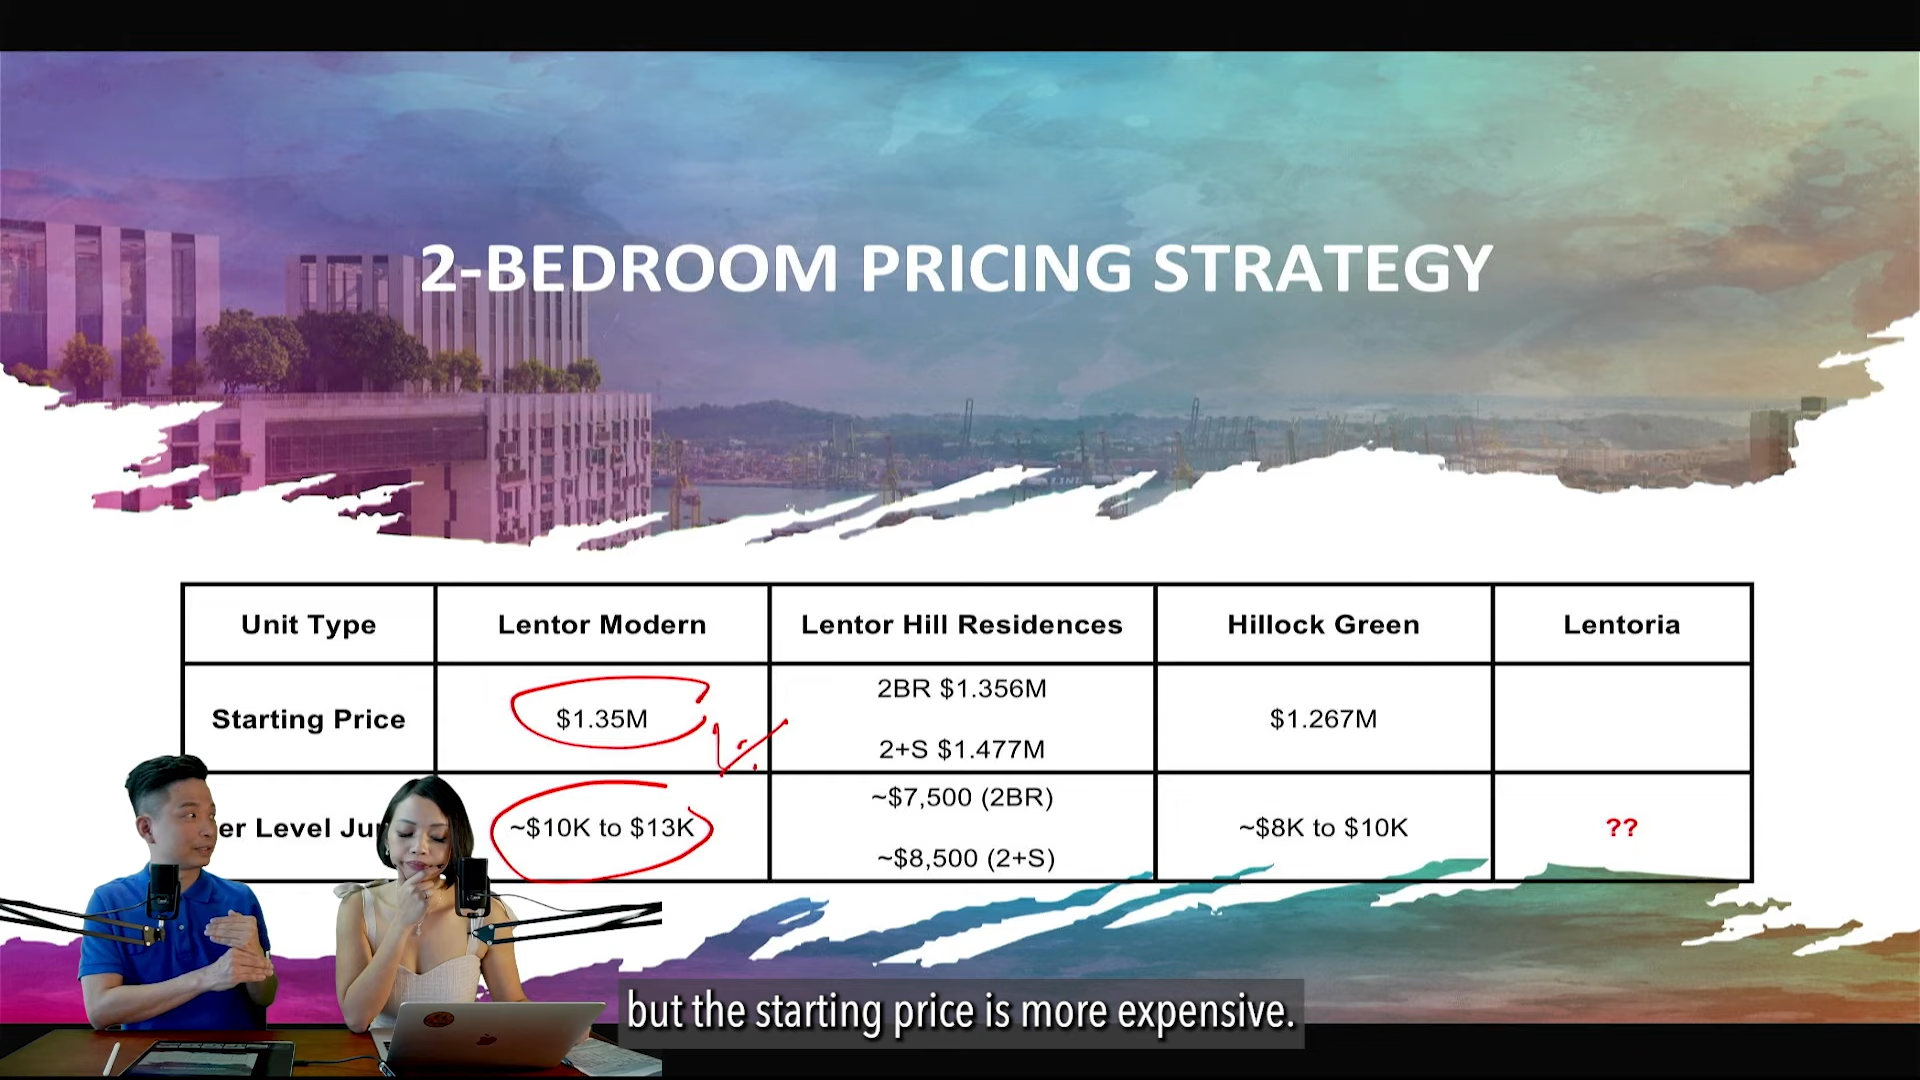 2-BEDROOM PRICING STRATEGY
Unit Type
Lentor Modern
Lentor Hill Residences
Hillock Green
Lentoria
Starting Price
$1.35M
2BR $1.356M
2+S $1.477M
$1.267M
er Level Ju
~$10K to $13K
~$7,500 (2BR)
~$8,500 (2+S)
~$8K to $10K
??
but the starting price is more expensive.